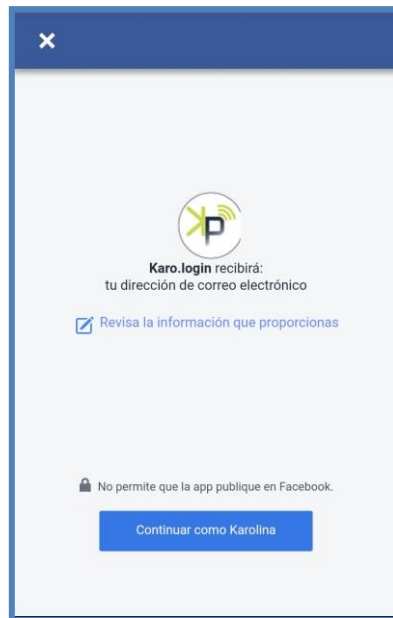 Karo.login recibirá:
tu dirección de correo electrónico
Revisa la información que proporcionas
No permite que la app publique en Facebook.
Continuar como Karolina